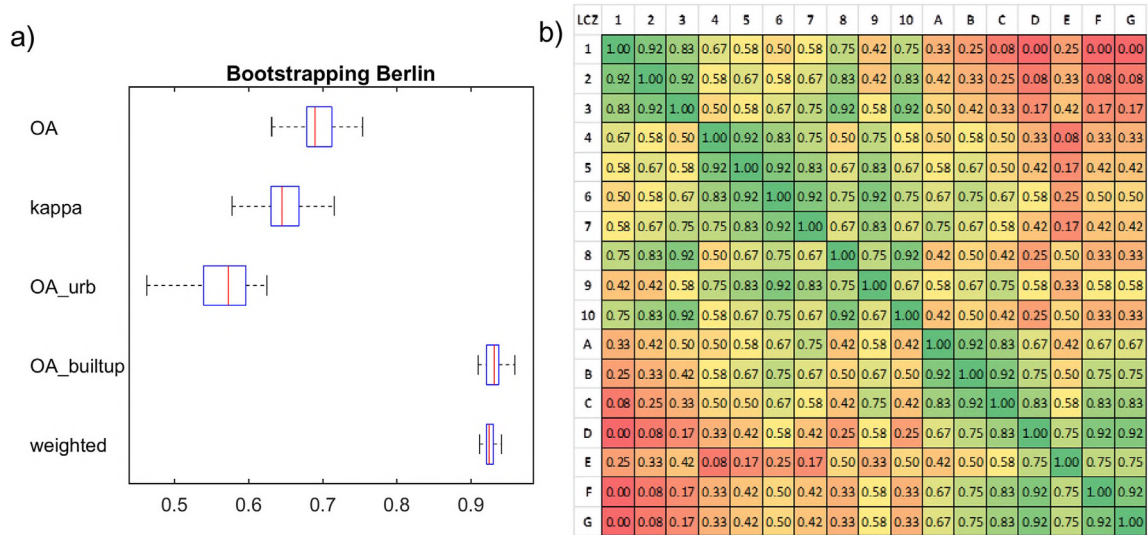 a)
Bootstrapping Berlin
OA
kappa
OA_urb
OA_builtup
weighted
0.5 0.6 0.7 0.8 0.9
b)
LCZ 1 2 3 4 5 6 7 8 9 10 A B C D E F G
1 1.00 0.92 0.83 0.67 0.58 0.50 0.58 0.75 0.42 0.75 0.33 0.25 0.08 0.00 0.25 0.00 0.00
2 0.92 1.00 0.92 0.58 0.67 0.58 0.67 0.83 0.42 0.83 0.42 0.33 0.25 0.08 0.33 0.08 0.08
3 0.83 0.92 1.00 0.50 0.58 0.67 0.75 0.92 0.58 0.92 0.50 0.42 0.33 0.17 0.42 0.17 0.17
4 0.67 0.58 0.50 1.00 0.92 0.83 0.75 0.50 0.75 0.58 0.50 0.58 0.50 0.33 0.08 0.33 0.33
5 0.58 0.67 0.58 0.92 1.00 0.92 0.83 0.67 0.83 0.67 0.58 0.67 0.50 0.42 0.17 0.42 0.42
6 0.50 0.58 0.67 0.83 0.92 1.00 0.92 0.75 0.92 0.75 0.67 0.75 0.67 0.58 0.25 0.50 0.50
7 0.58 0.67 0.75 0.75 0.83 0.92 1.00 0.67 0.83 0.67 0.75 0.67 0.58 0.42 0.17 0.42 0.42
8 0.75 0.83 0.92 0.50 0.67 0.75 0.67 1.00 0.75 0.92 0.42 0.50 0.42 0.25 0.50 0.33 0.33
9 0.42 0.42 0.58 0.75 0.83 0.92 0.83 0.75 1.00 0.67 0.58 0.67 0.75 0.58 0.33 0.58 0.58
10 0.75 0.83 0.92 0.58 0.67 0.75 0.67 0.92 0.67 1.00 0.42 0.50 0.42 0.25 0.50 0.33 0.33
A 0.33 0.42 0.50 0.50 0.58 0.67 0.75 0.42 0.58 0.42 1.00 0.92 0.83 0.67 0.42 0.67 0.67
B 0.25 0.33 0.42 0.58 0.67 0.75 0.67 0.50 0.67 0.50 0.92 1.00 0.92 0.75 0.50 0.75 0.75
C 0.08 0.25 0.33 0.50 0.50 0.67 0.58 0.42 0.75 0.42 0.83 0.92 1.00 0.83 0.58 0.83 0.83
D 0.00 0.08 0.17 0.33 0.42 0.58 0.42 0.25 0.58 0.25 0.67 0.75 0.83 1.00 0.75 0.92 0.92
E 0.25 0.33 0.42 0.08 0.17 0.25 0.17 0.50 0.33 0.50 0.42 0.50 0.58 0.75 1.00 0.75 0.75
F 0.00 0.08 0.17 0.33 0.42 0.50 0.42 0.33 0.58 0.33 0.67 0.75 0.83 0.92 0.75 1.00 0.92
G 0.00 0.08 0.17 0.33 0.42 0.50 0.42 0.33 0.58 0.33 0.67 0.75 0.83 0.92 0.75 0.92 1.00